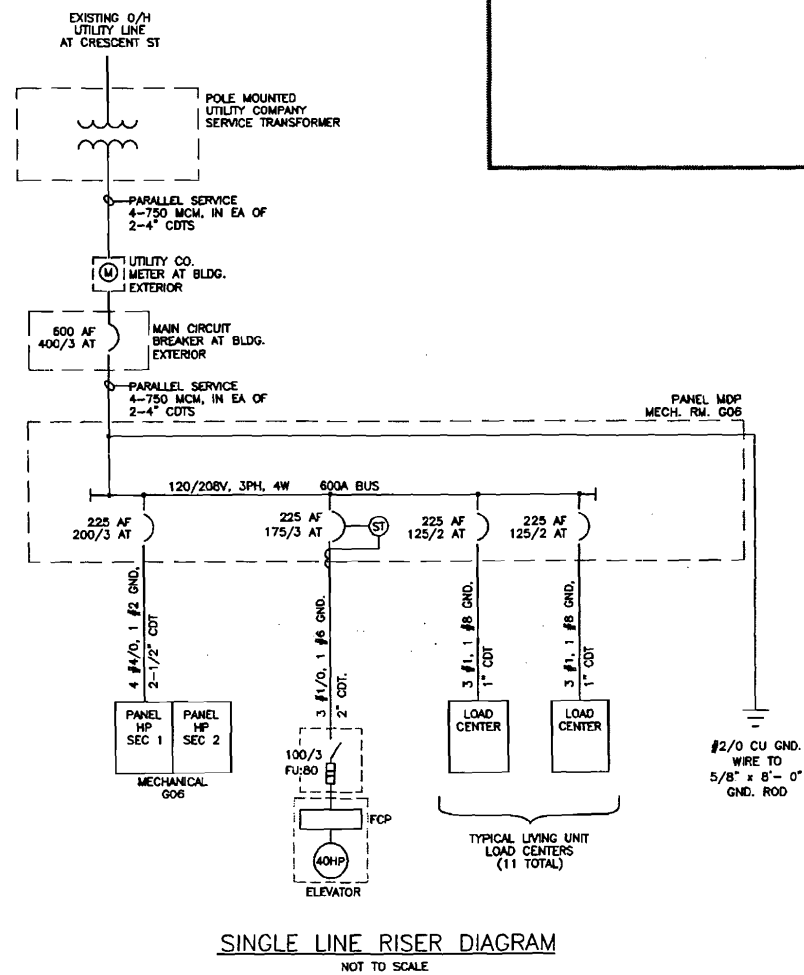 EXISTING O/H
UTILITY LINE
AT CRESCENT ST
POLE MOUNTED
UTILITY COMPANY
SERVICE TRANSFORMER
PARALLEL SERVICE
4-750 MCM, IN EA OF
2-4" CDTS
M
UTILITY CO.
METER AT BLDG.
EXTERIOR
600 AF
400/3 AT
MAIN CIRCUIT
BREAKER AT BLDG.
EXTERIOR
PARALLEL SERVICE
4-750 MCM, IN EA OF
2-4" CDTS
PANEL MDP
MECH. RM. G06
120/208V, 3PH, 4W 600A BUS
225 AF
200/3 AT
225 AF
175/3 AT
ST
225 AF
125/2 AT
225 AF
125/2 AT
4 #4/0, 1 #2 GND,
2-1/2" CDT
3 #1/0, 1 #6 GND.
2" CDT.
3 #1, 1 #8 GND,
1" CDT
3 #1, 1 #8 GND,
1" CDT
PANEL
HP
SEC 1
PANEL
HP
SEC 2
MECHANICAL
G06
100/3
FU:80
FCP
40HP
ELEVATOR
LOAD
CENTER
LOAD
CENTER
TYPICAL LIVING UNIT
LOAD CENTERS
(11 TOTAL)
#2/0 CU GND.
WIRE TO
5/8" x 8'- 0"
GND. ROD
SINGLE LINE RISER DIAGRAM
NOT TO SCALE